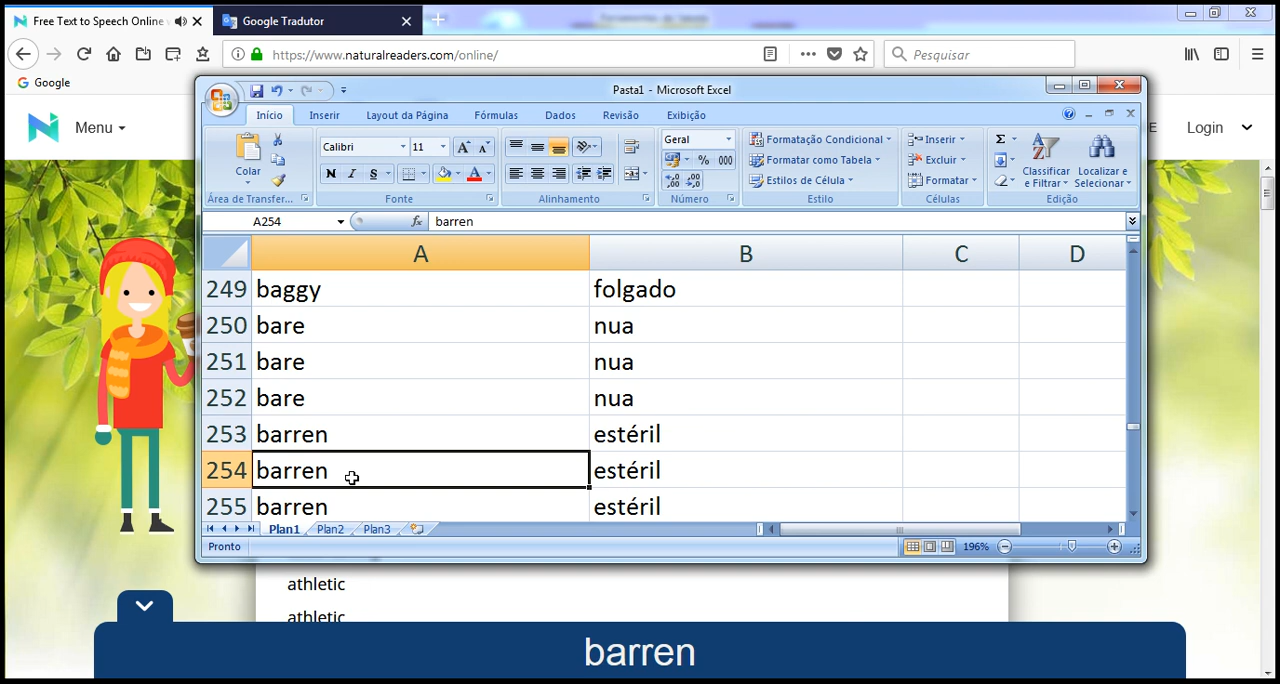 Free Text to Speech Online
Google Tradutor
https://www.naturalreaders.com/online/
Pesquisar
Google
Menu
Login
Pasta1 - Microsoft Excel
Início Inserir Layout da Página Fórmulas Dados Revisão Exibição
Colar
Calibri 11
N I S
Geral
% 000
Formatação Condicional
Formatar como Tabela
Estilos de Célula
Inserir
Excluir
Formatar
Σ
Classificar e Filtrar
Localizar e Selecionar
Área de Transfer... Fonte Alinhamento Número Estilo Células Edição
A254 fx barren
A B C D
249 baggy folgado
250 bare nua
251 bare nua
252 bare nua
253 barren estéril
254 barren estéril
255 barren estéril
Plan1 Plan2 Plan3
Pronto 196%
athletic
athletic
barren